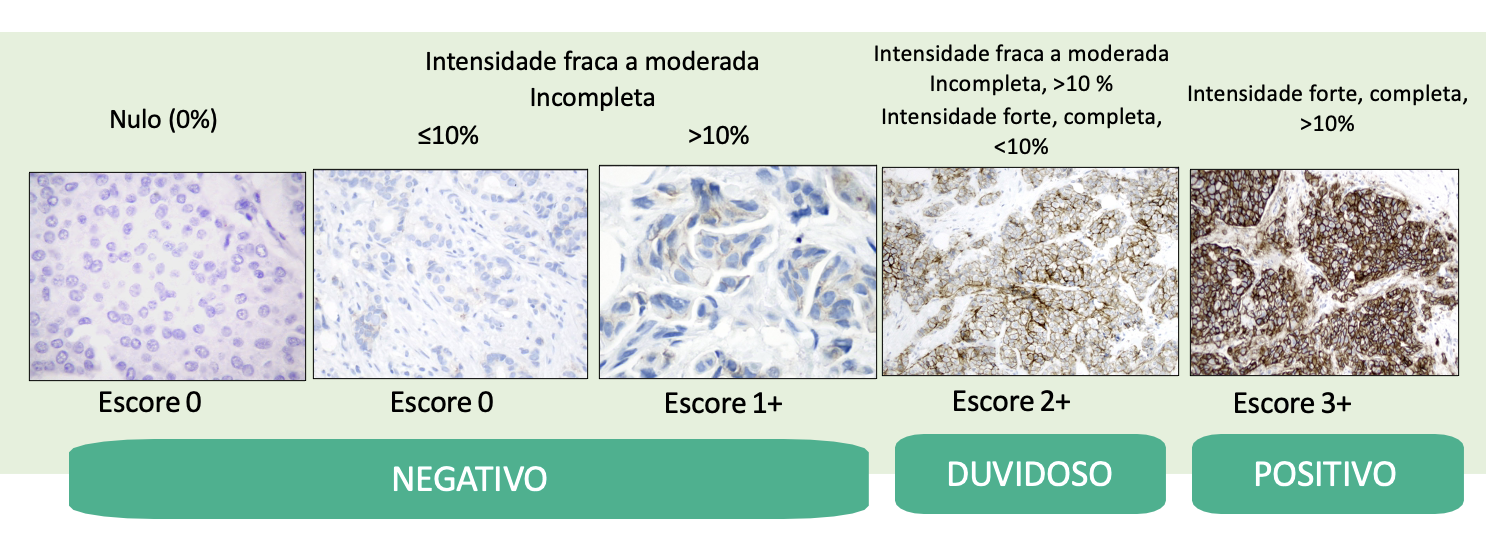 Nulo (0%)
Intensidade fraca a moderada
Incompleta
≤10%
>10%
Intensidade fraca a moderada
Incompleta, >10 %
Intensidade forte, completa,
<10%
Intensidade forte, completa,
>10%
Escore 0
Escore 0
Escore 1+
Escore 2+
Escore 3+
NEGATIVO
DUVIDOSO
POSITIVO